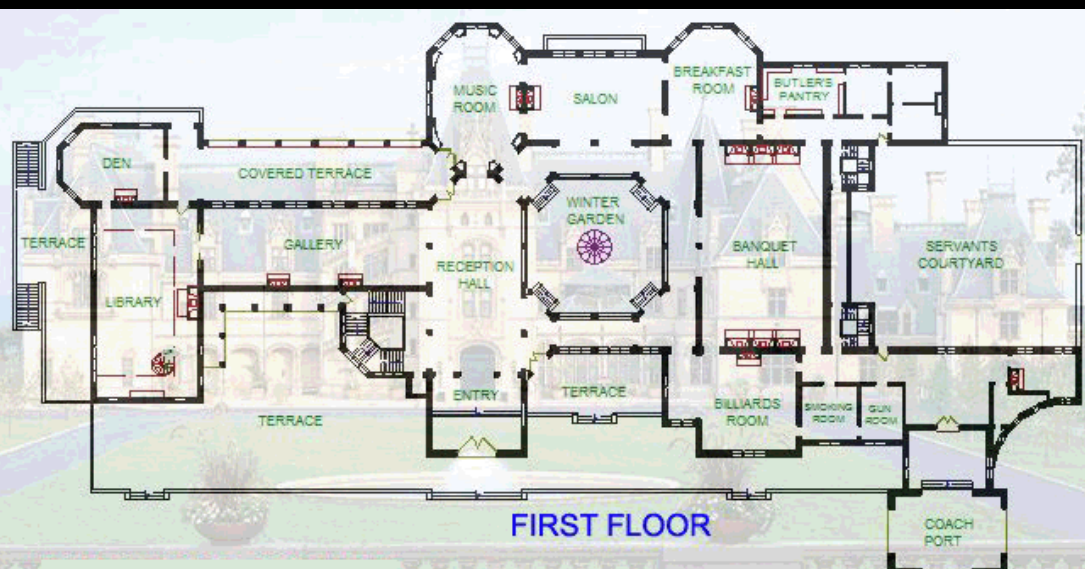 MUSIC
ROOM
SALON
BREAKFAST
ROOM
BUTLER'S
PANTRY
DEN
COVERED TERRACE
WINTER
GARDEN
TERRACE
GALLERY
RECEPTION
HALL
BANQUET
HALL
SERVANTS
COURTYARD
LIBRARY
ENTRY
TERRACE
TERRACE
BILLIARDS
ROOM
SMOKING
ROOM
GUN
ROOM
FIRST FLOOR
COACH
PORT